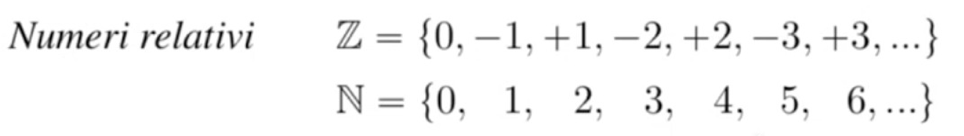 Numeri relativi ℤ = {0, −1, +1, −2, +2, −3, +3, ...}
ℕ = {0, 1, 2, 3, 4, 5, 6, ...}